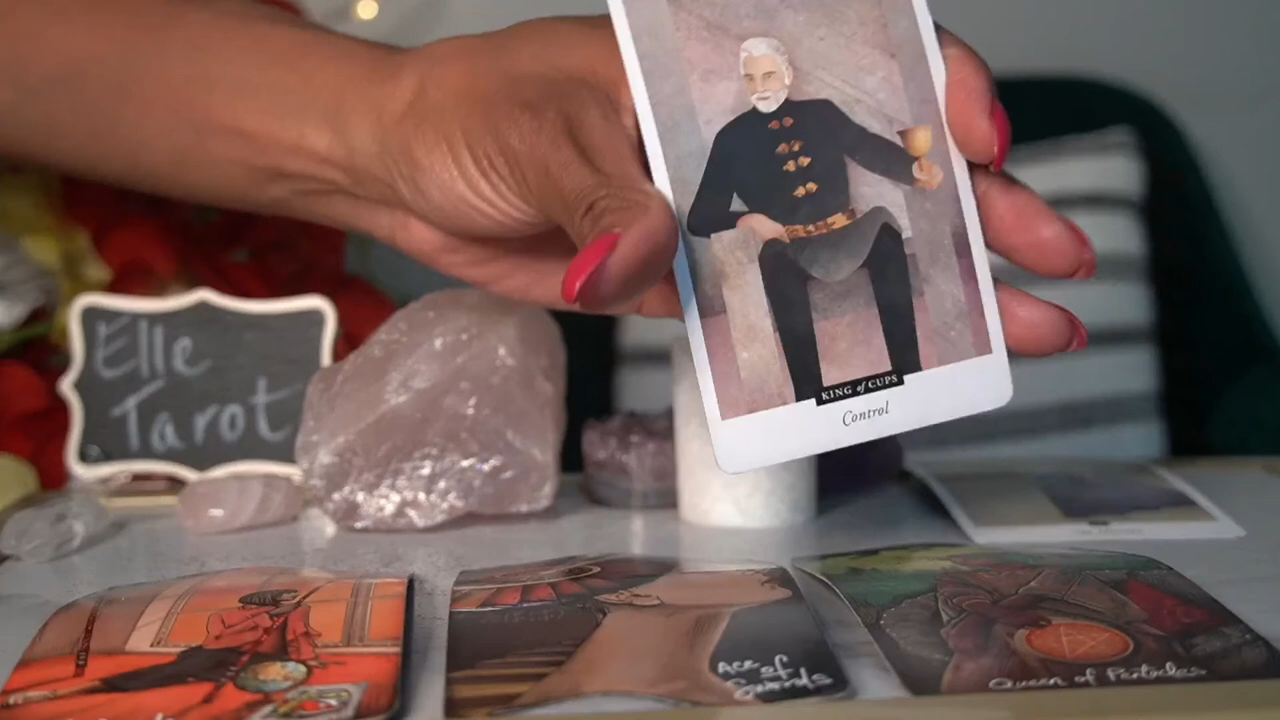 KING of CUPS
Control
Elle
Tarot
Ace of
Swords
Queen of Pentacles